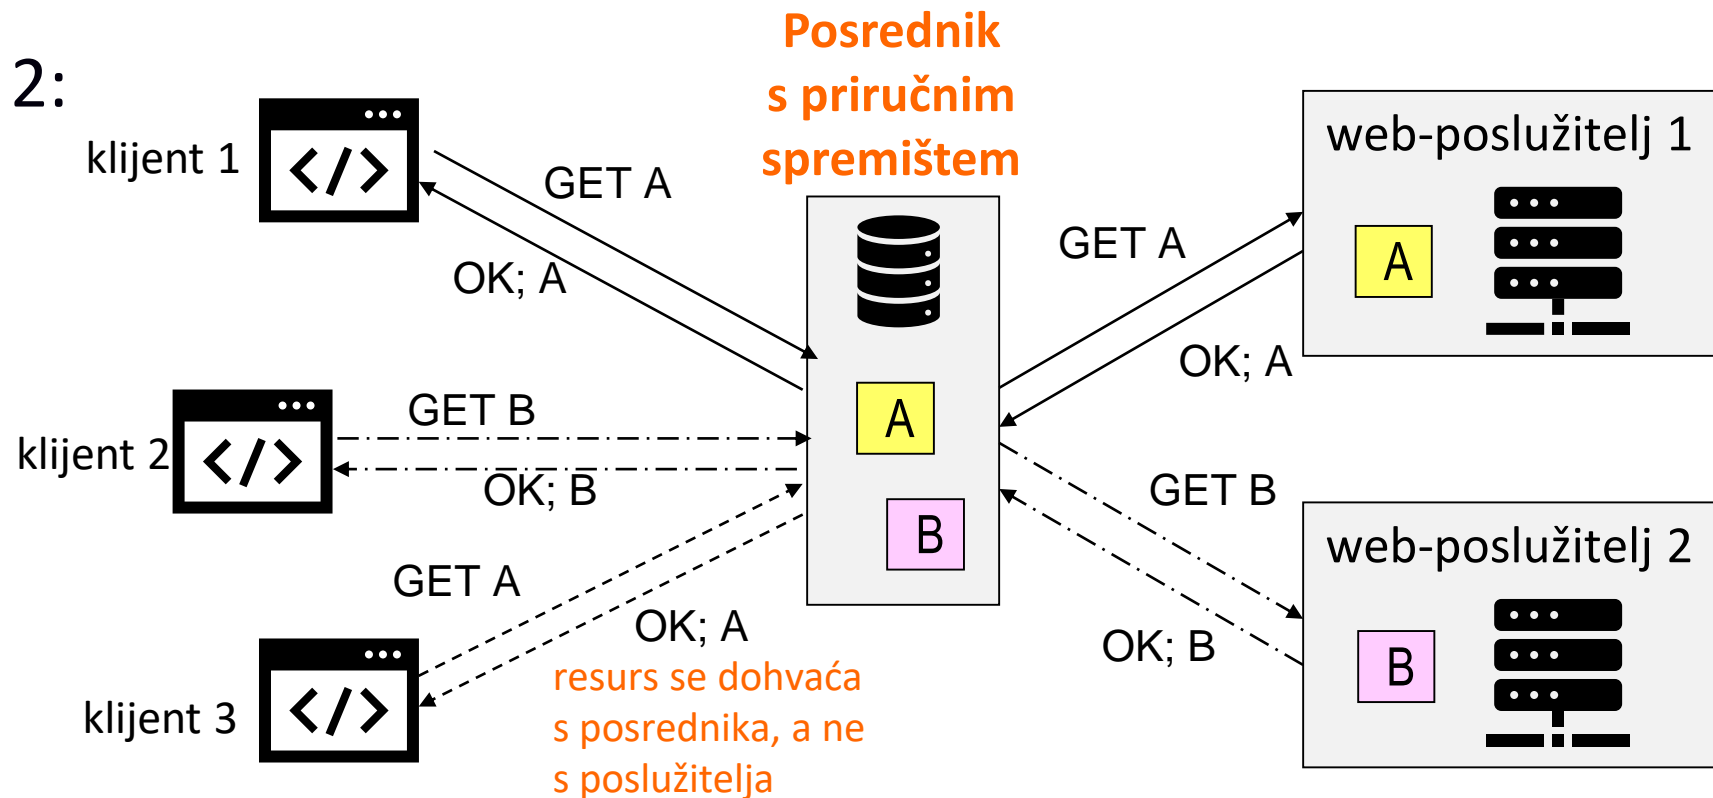 2:
Posrednik
s priručnim
spremištem
klijent 1
</>
GET A
OK; A
GET A
OK; A
web-poslužitelj 1
A
klijent 2
</>
GET B
OK; B
A
B
GET B
OK; B
web-poslužitelj 2
B
klijent 3
</>
GET A
OK; A
resurs se dohvaća
s posrednika, a ne
s poslužitelja